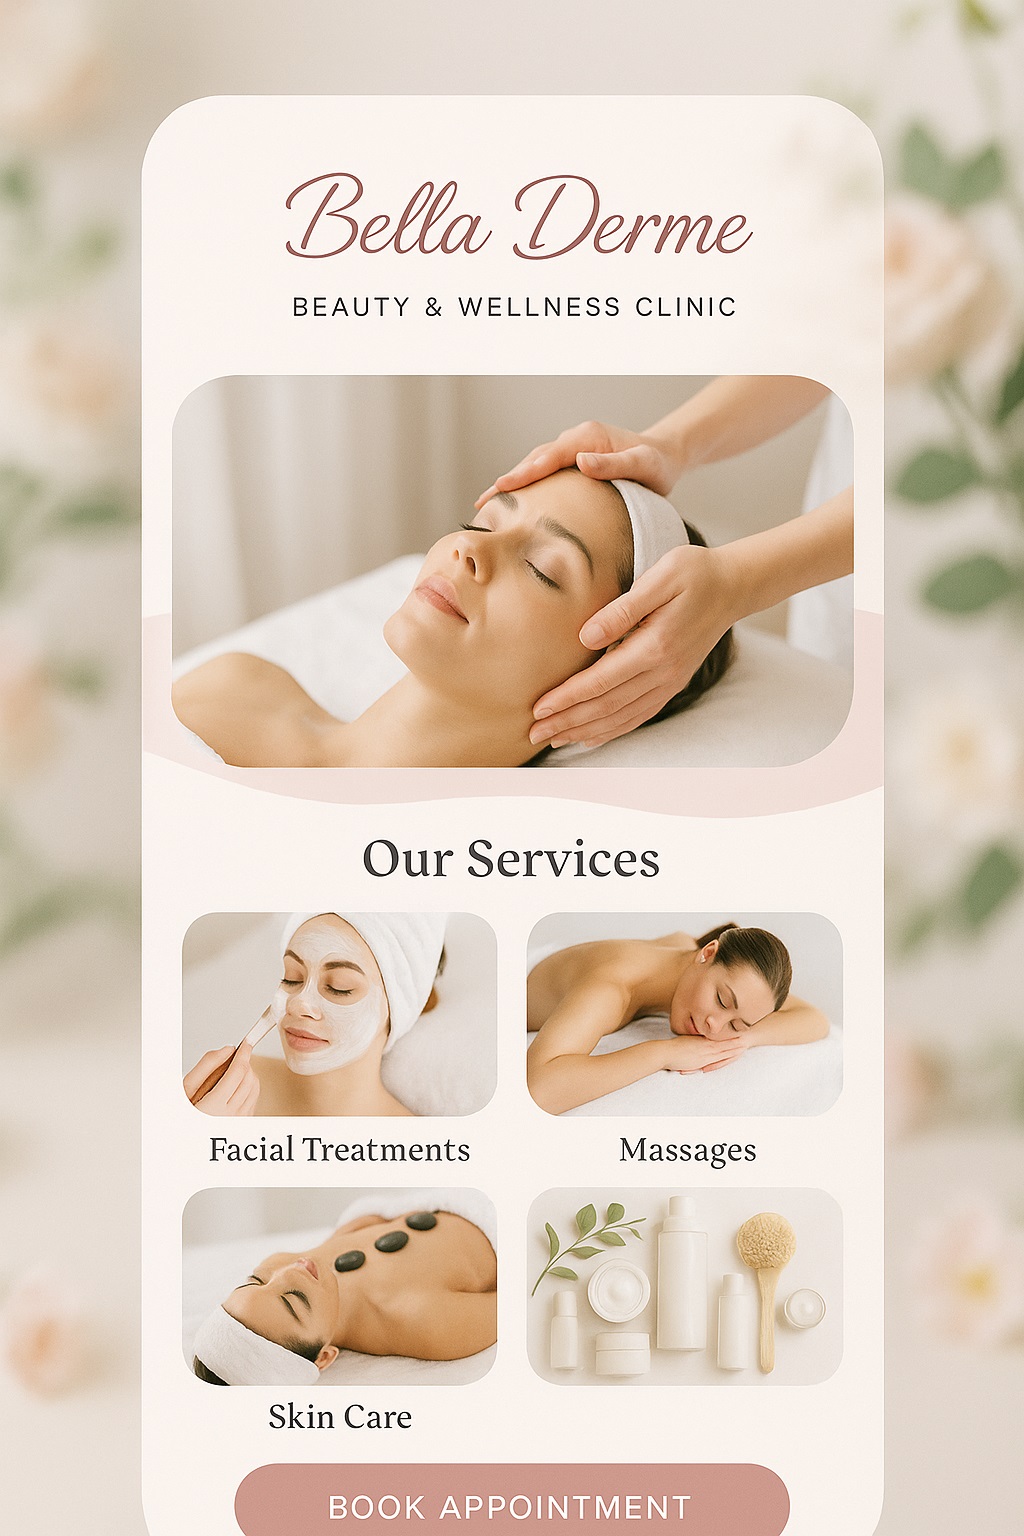 Bella Derme
BEAUTY & WELLNESS CLINIC
Our Services
Facial Treatments
Massages
Skin Care
BOOK APPOINTMENT